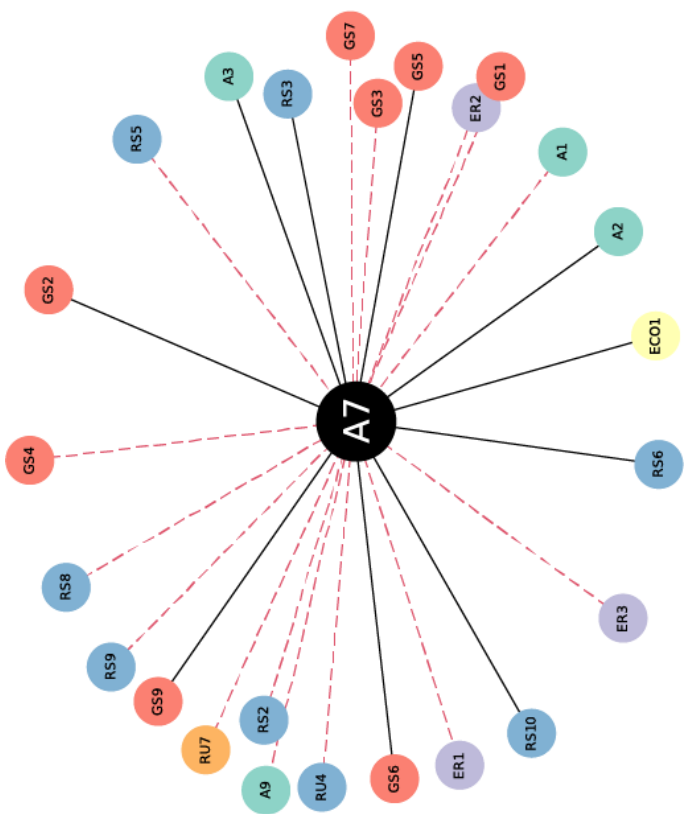 GS7
GS5
A3
GS1
RS3
GS3
ER2
RS5
A1
A2
GS2
ECO1
A7
GS4
RS6
RS8
ER3
RS9
GS9
RS2
RS10
RU7
ER1
GS6
RU4
A9